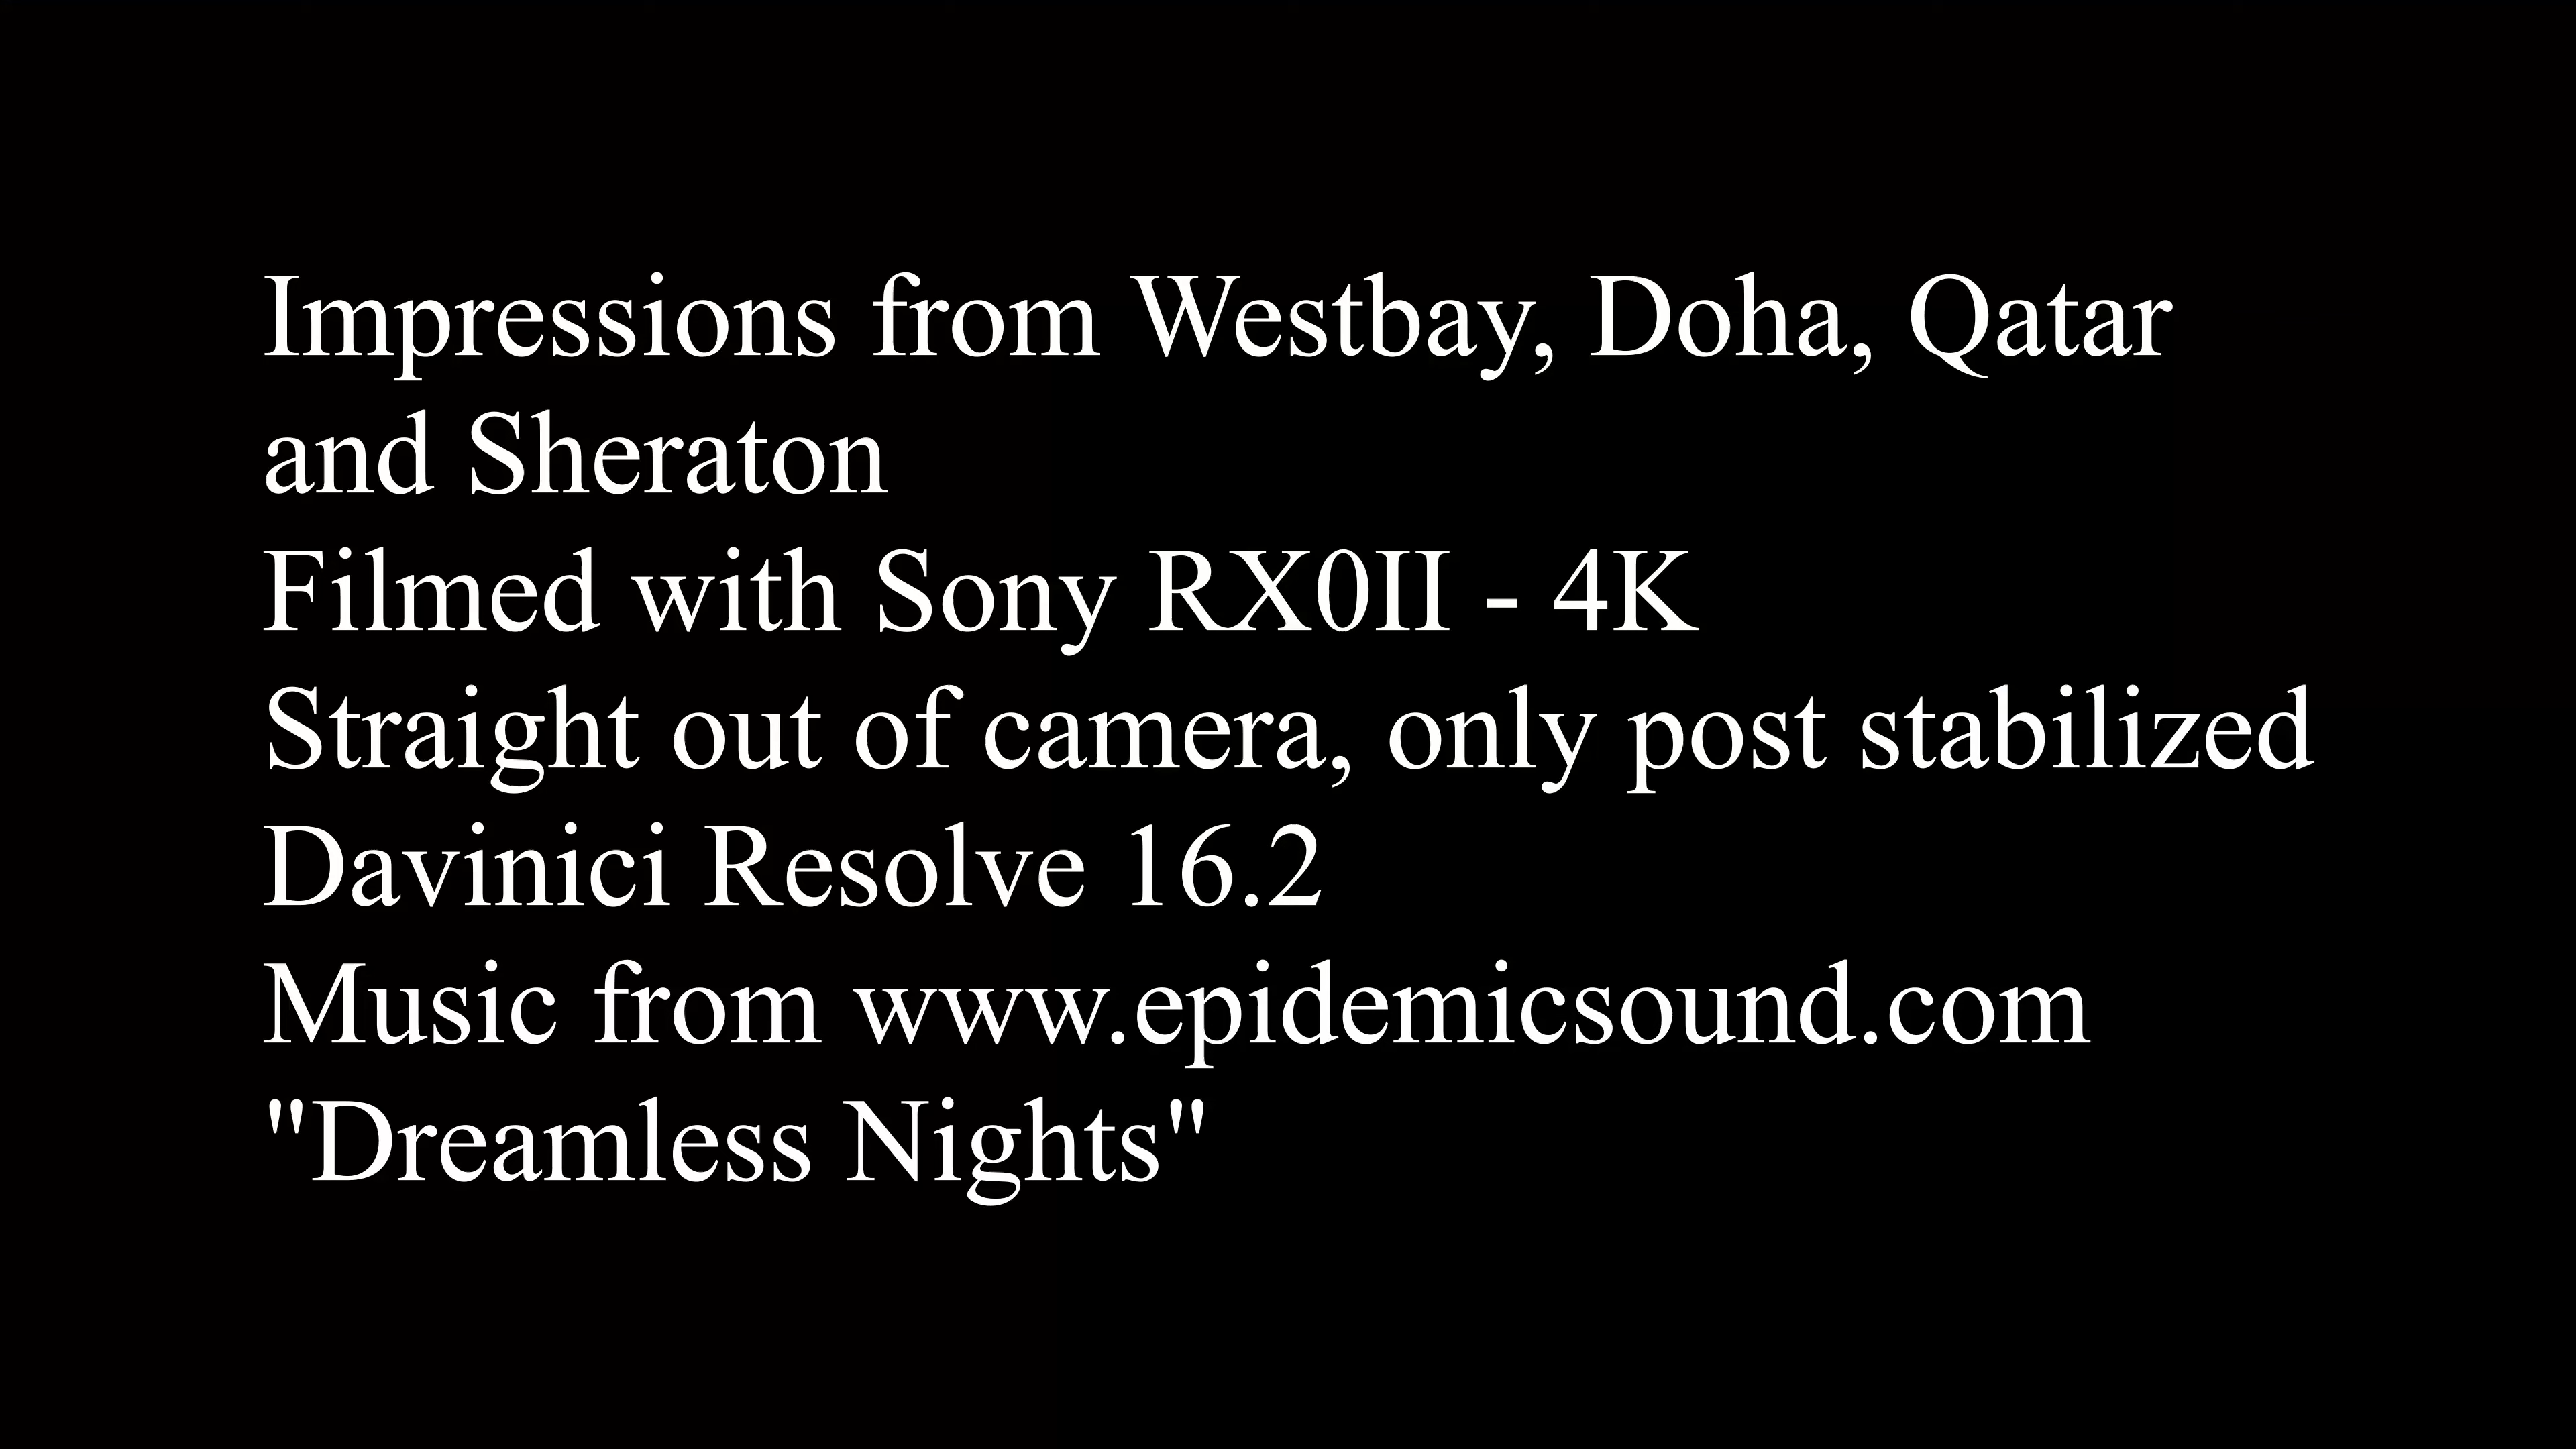 Impressions from Westbay, Doha, Qatar
and Sheraton
Filmed with Sony RX0II - 4K
Straight out of camera, only post stabilized
Davinici Resolve 16.2
Music from www.epidemicsound.com
"Dreamless Nights"